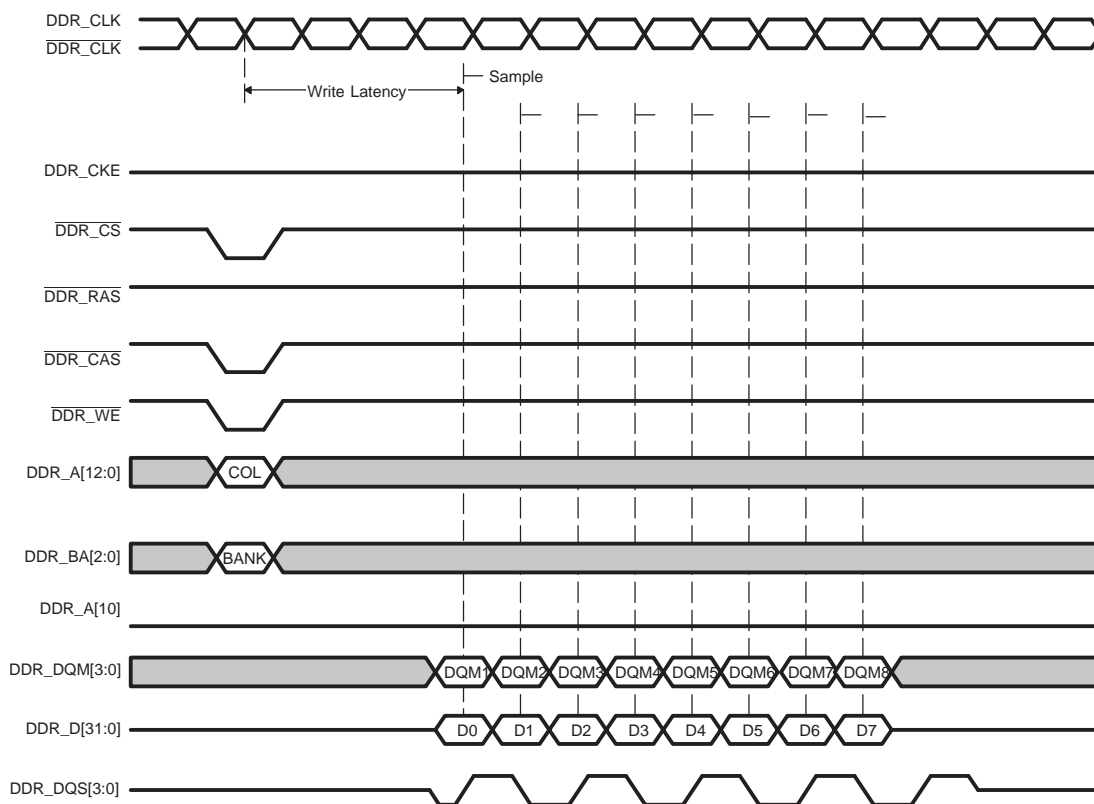 DDR_CLK
DDR_CLK
Sample
Write Latency
DDR_CKE
DDR_CS
DDR_RAS
DDR_CAS
DDR_WE
DDR_A[12:0]
COL
DDR_BA[2:0]
BANK
DDR_A[10]
DDR_DQM[3:0]
DQM1 DQM2 DQM3 DQM4 DQM5 DQM6 DQM7 DQM8
DDR_D[31:0]
D0 D1 D2 D3 D4 D5 D6 D7
DDR_DQS[3:0]